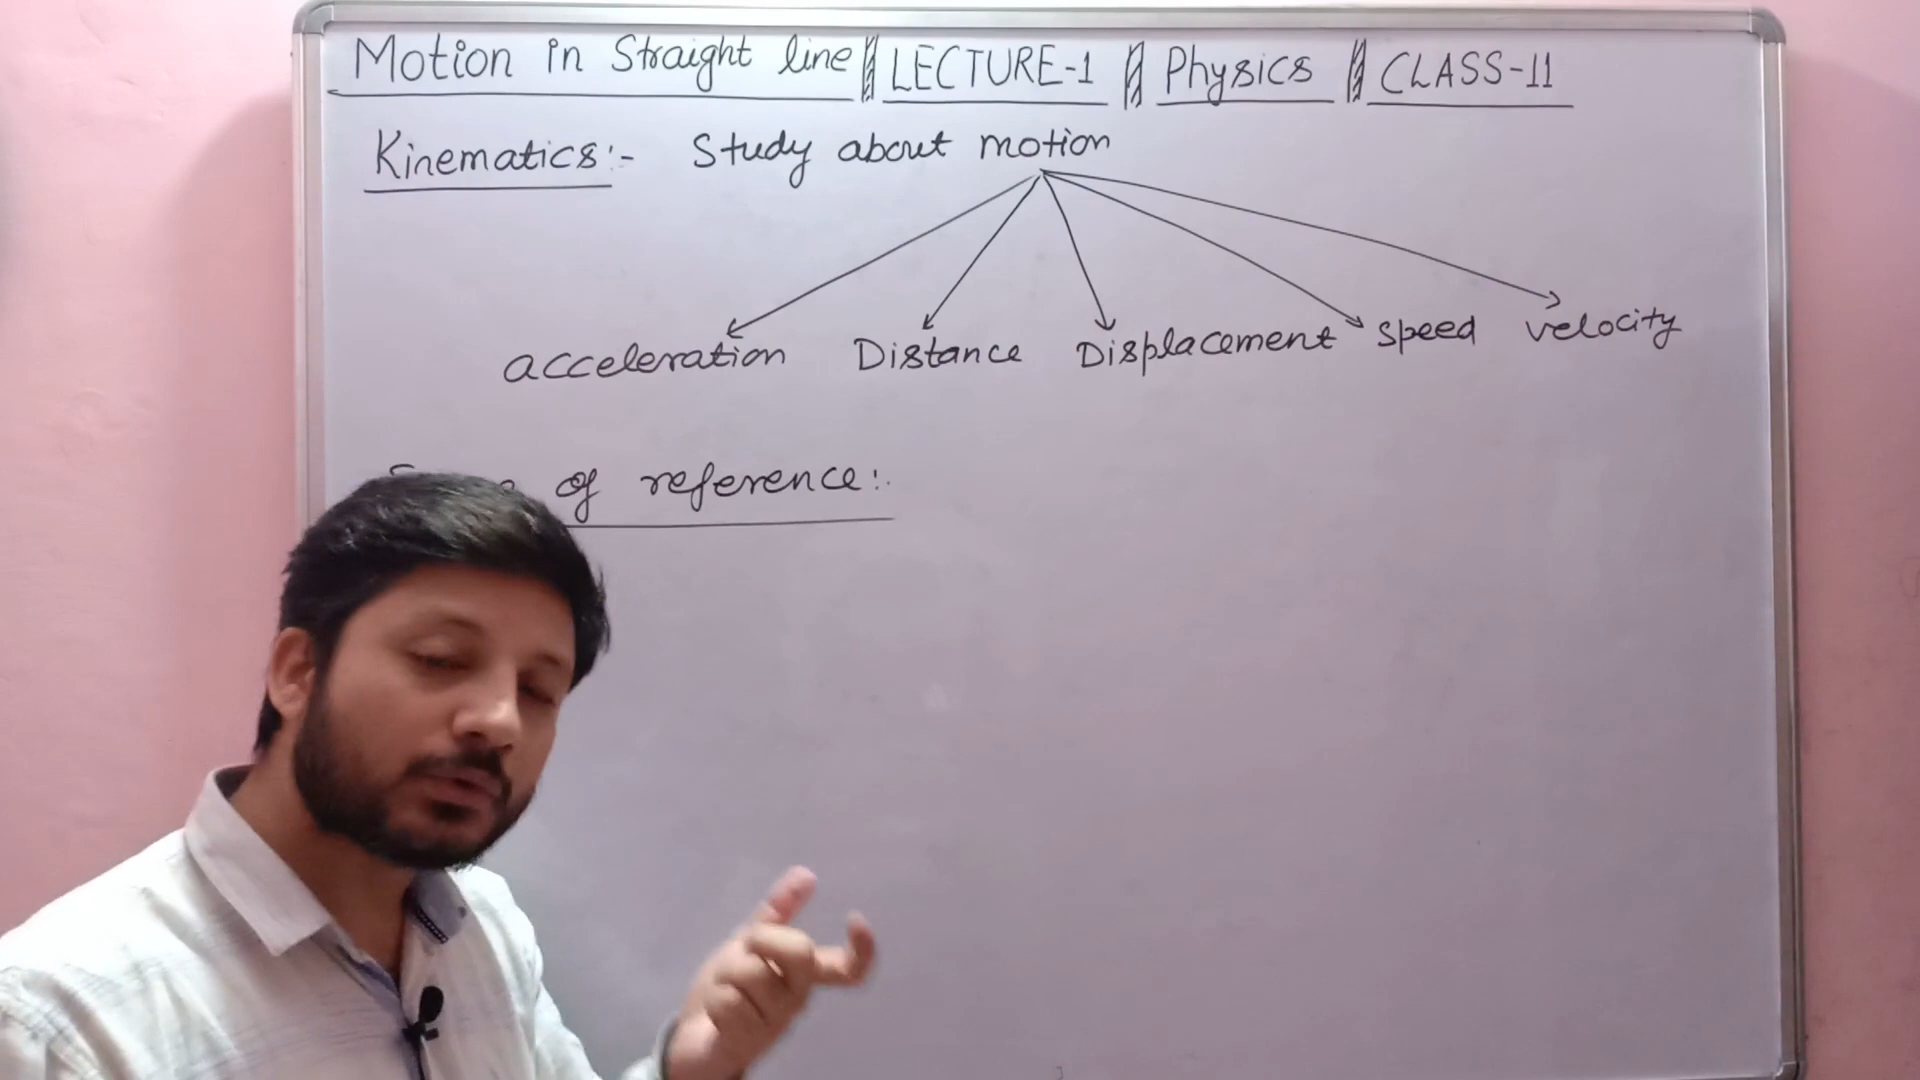 Motion in Straight line || LECTURE-1 || Physics || CLASS-11
Kinematics:- Study about motion
acceleration Distance Displacement speed velocity
of reference:.